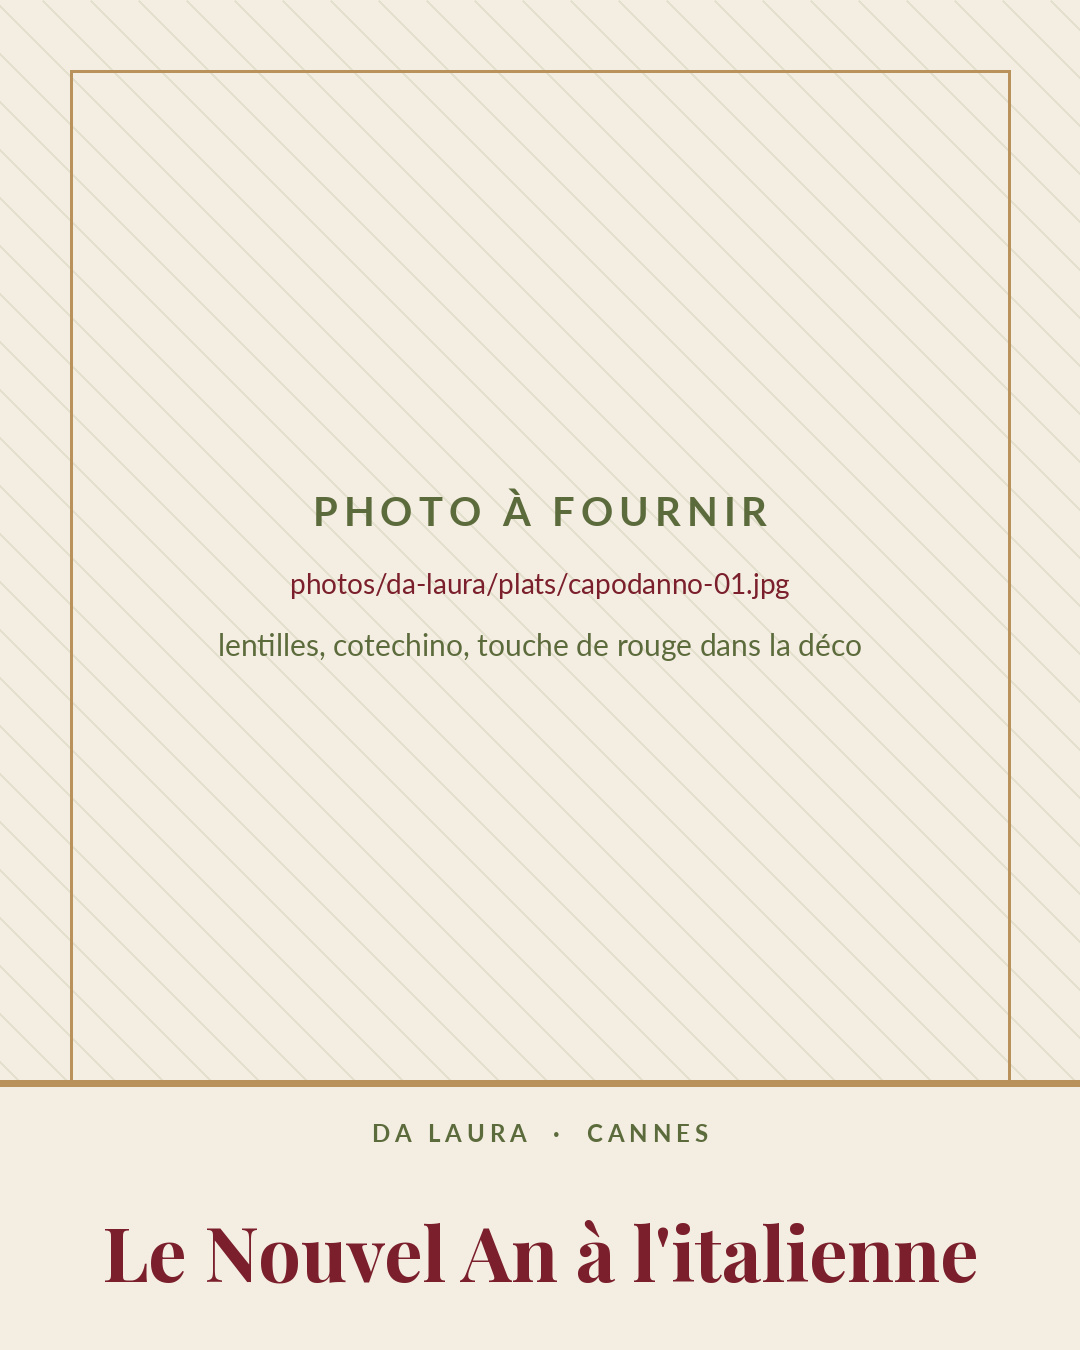 PHOTO À FOURNIR
photos/da-laura/plats/capodanno-01.jpg
lentilles, cotechino, touche de rouge dans la déco
DA LAURA · CANNES
Le Nouvel An à l'italienne